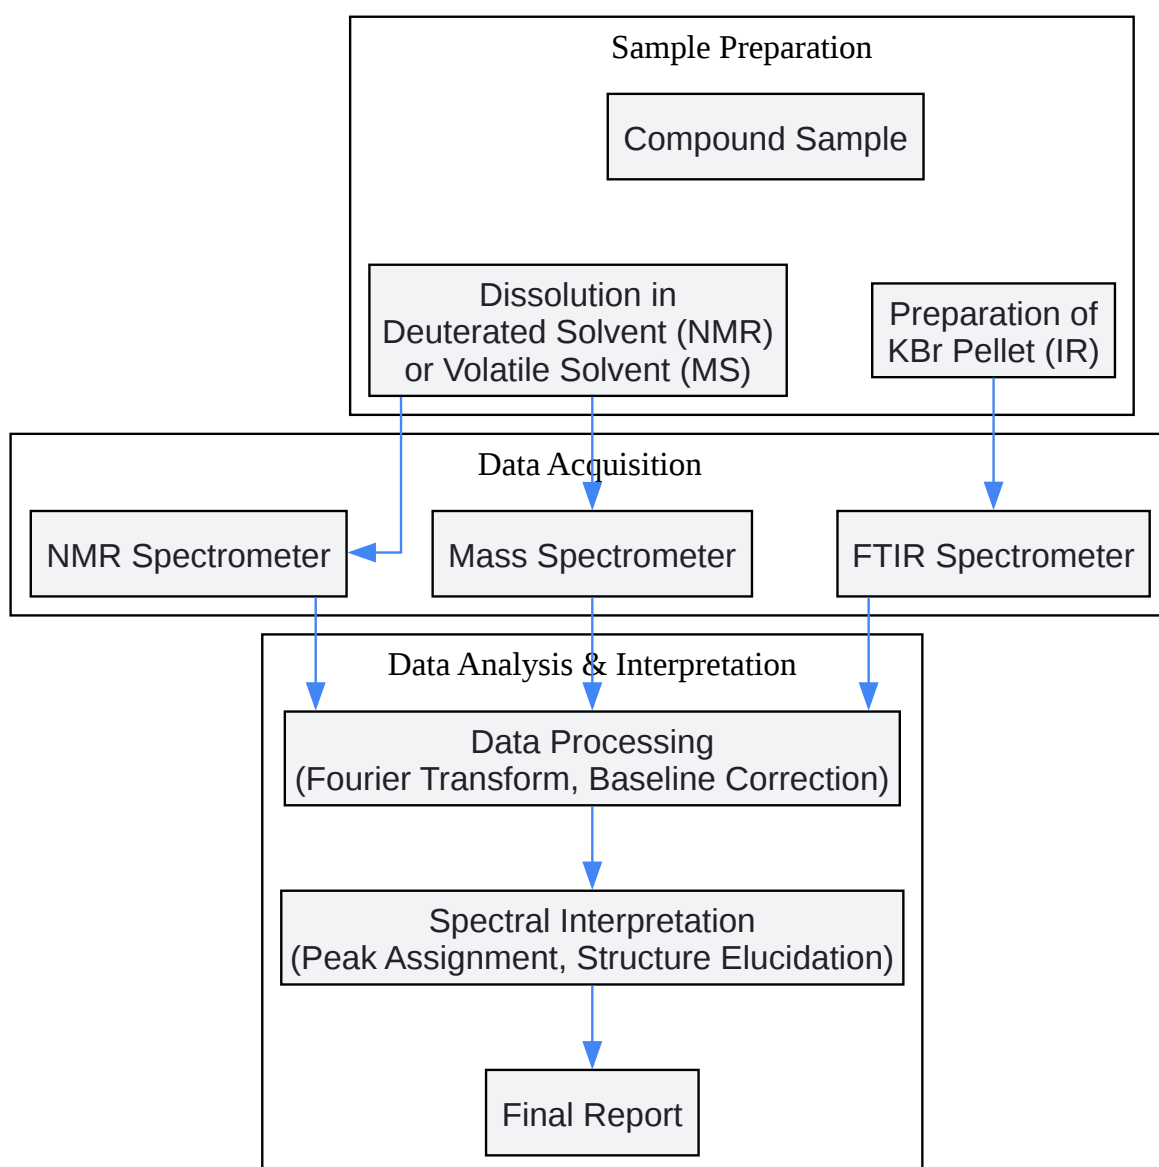 Sample Preparation
Compound Sample
Dissolution in
Deuterated Solvent (NMR)
or Volatile Solvent (MS)
Preparation of
KBr Pellet (IR)
Data Acquisition
NMR Spectrometer
Mass Spectrometer
FTIR Spectrometer
Data Analysis & Interpretation
Data Processing
(Fourier Transform, Baseline Correction)
Spectral Interpretation
(Peak Assignment, Structure Elucidation)
Final Report